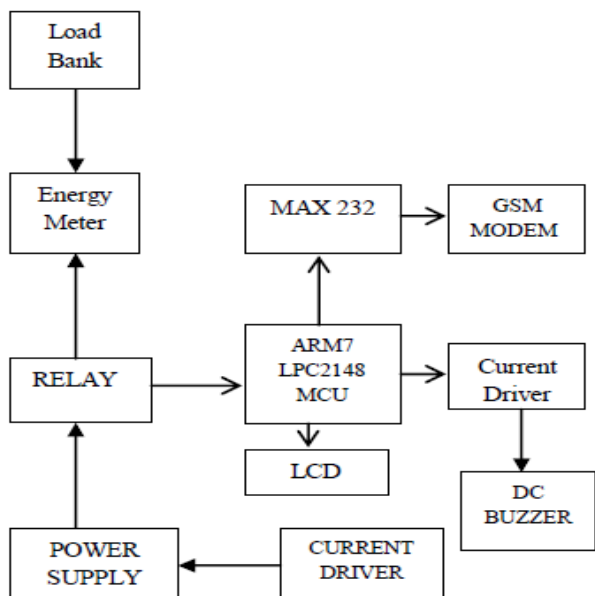 Load
Bank
Energy
Meter
MAX 232
GSM
MODEM
RELAY
ARM7
LPC2148
MCU
Current
Driver
LCD
DC
BUZZER
POWER
SUPPLY
CURRENT
DRIVER